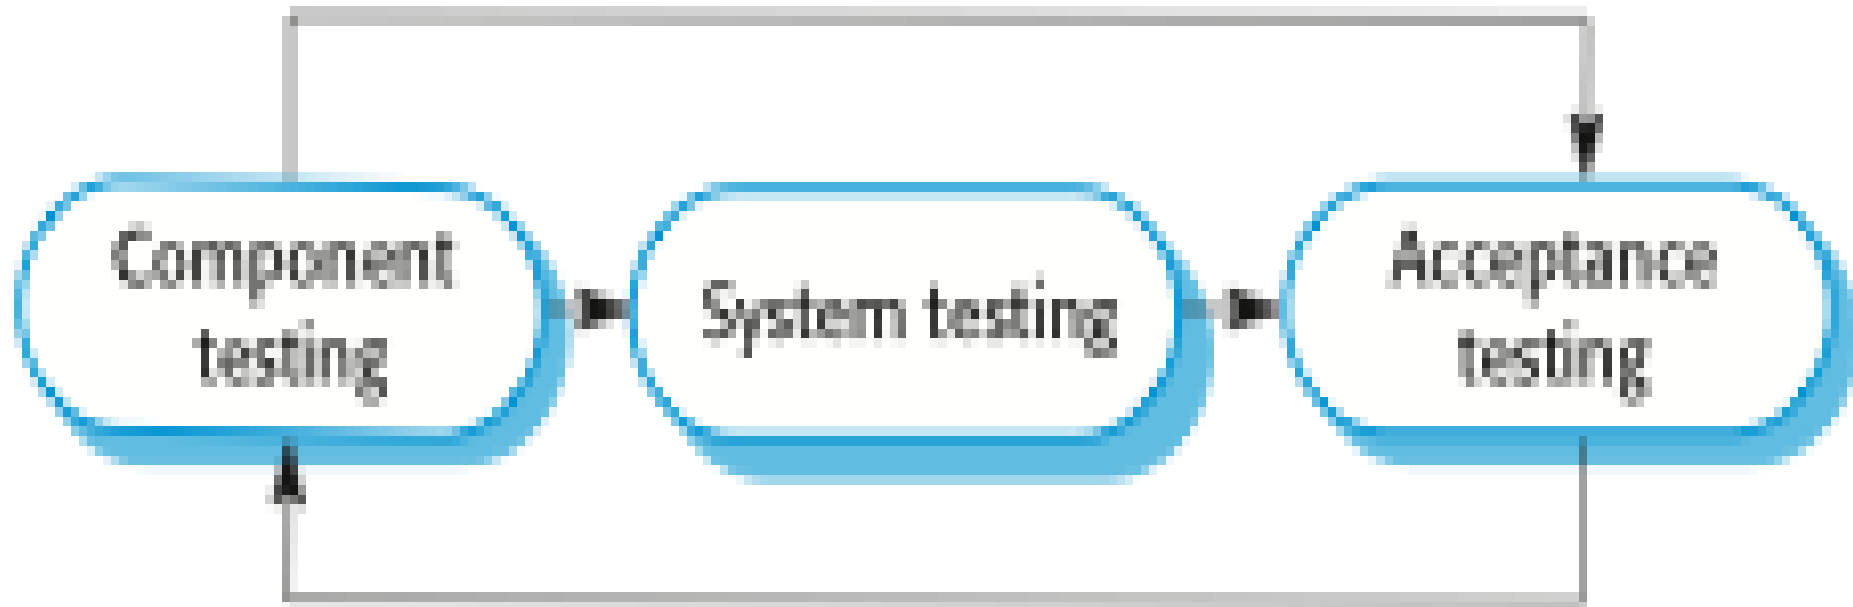 Component
testing
System testing
Acceptance
testing